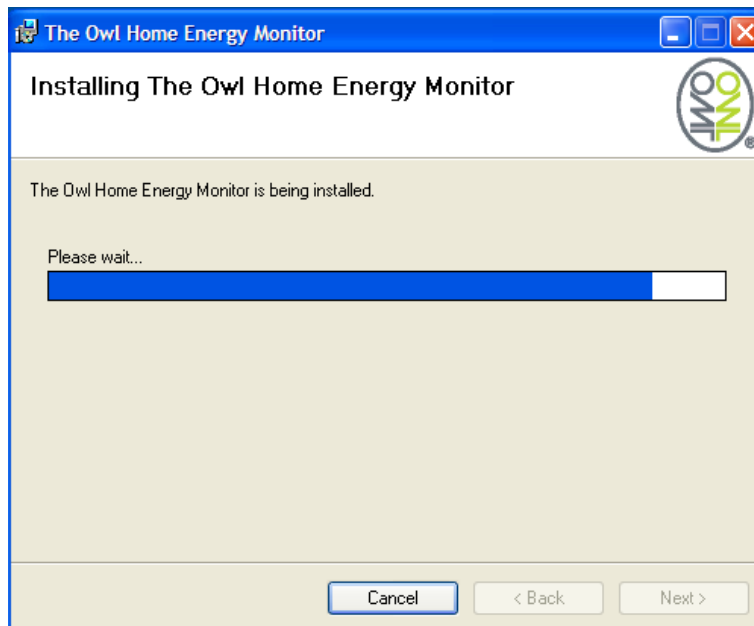 The Owl Home Energy Monitor
Installing The Owl Home Energy Monitor
OWL OWL ®
The Owl Home Energy Monitor is being installed.
Please wait...
Cancel
< Back
Next >